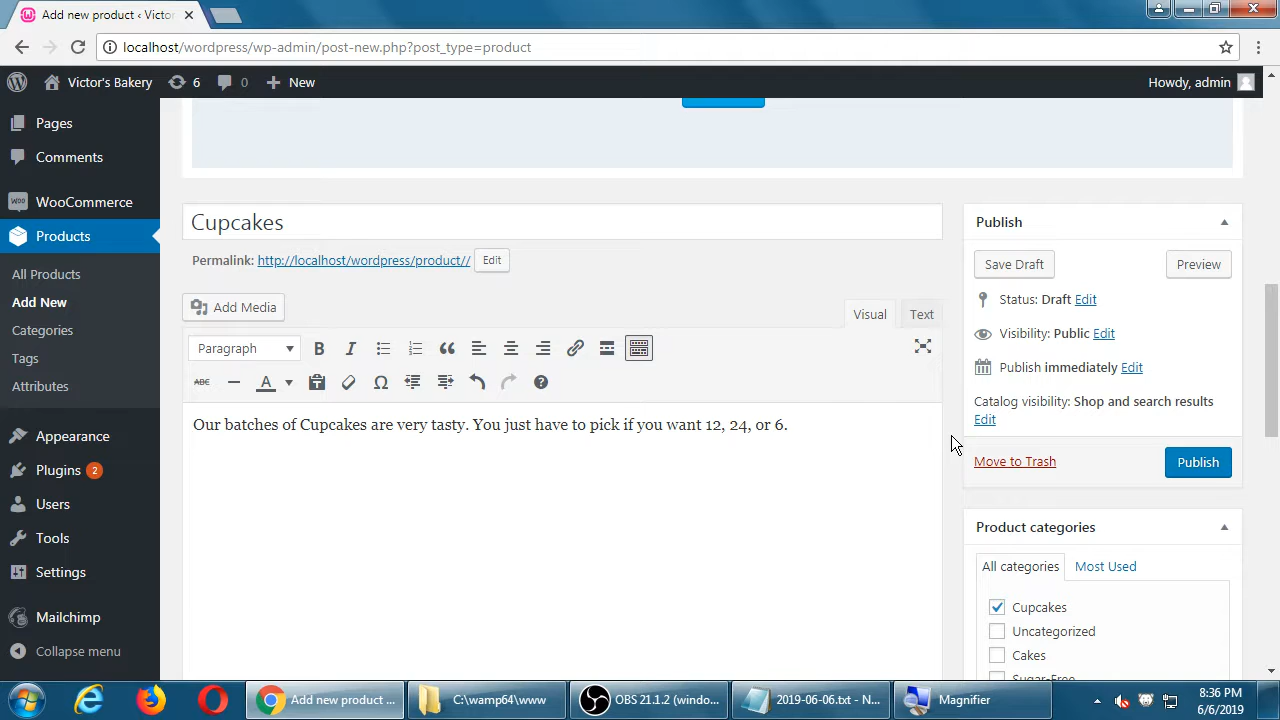 Add new product ‹ Victor
localhost/wordpress/wp-admin/post-new.php?post_type=product
Victor's Bakery 6 0 New Howdy, admin
Pages
Comments
WooCommerce
Products
All Products
Add New
Categories
Tags
Attributes
Appearance
Plugins 2
Users
Tools
Settings
Mailchimp
Collapse menu
Cupcakes
Permalink: http://localhost/wordpress/product// Edit
Add Media
Visual Text
Paragraph
ABC
Our batches of Cupcakes are very tasty. You just have to pick if you want 12, 24, or 6.
Publish
Save Draft Preview
Status: Draft Edit
Visibility: Public Edit
Publish immediately Edit
Catalog visibility: Shop and search results
Edit
Move to Trash Publish
Product categories
All categories Most Used
Cupcakes
Uncategorized
Cakes
Sugar-Free
Add new product ... C:\wamp64\www OBS 21.1.2 (windo... 2019-06-06.txt - N... Magnifier
8:36 PM
6/6/2019